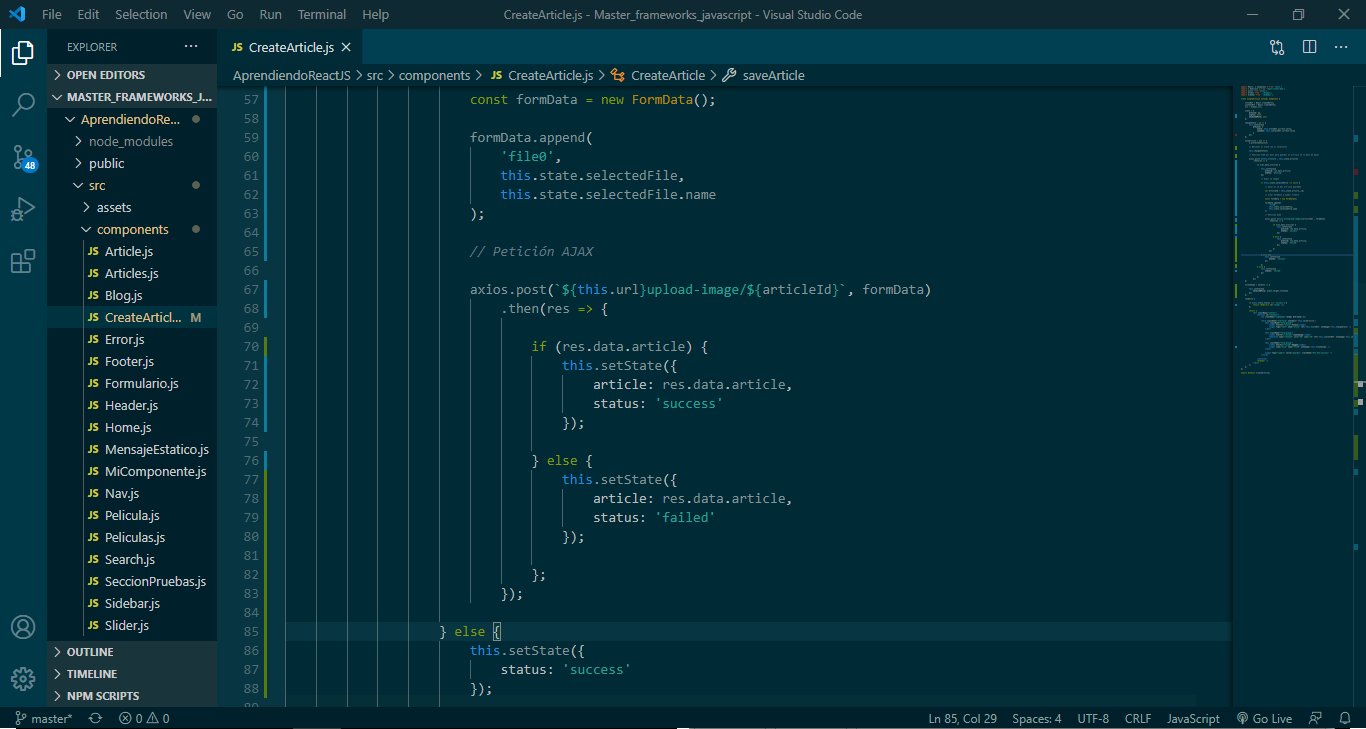 File Edit Selection View Go Run Terminal Help CreateArticle.js - Master_frameworks_javascript - Visual Studio Code
EXPLORER ···
JS CreateArticle.js ×
OPEN EDITORS
MASTER_FRAMEWORKS_J...
AprendiendoRe...
node_modules
public
src
assets
components
JS Article.js
JS Articles.js
JS Blog.js
JS CreateArticl... M
JS Error.js
JS Footer.js
JS Formulario.js
JS Header.js
JS Home.js
JS MensajeEstatico.js
JS MiComponente.js
JS Nav.js
JS Pelicula.js
JS Peliculas.js
JS Search.js
JS SeccionPruebas.js
JS Sidebar.js
JS Slider.js
OUTLINE
TIMELINE
NPM SCRIPTS
48
AprendiendoReactJS > src > components > JS CreateArticle.js > CreateArticle > saveArticle
57 const formData = new FormData();
58
59 formData.append(
60 'file0',
61 this.state.selectedFile,
62 this.state.selectedFile.name
63 );
64
65 // Petición AJAX
66
67 axios.post(`${this.url}upload-image/${articleId}`, formData)
68 .then(res => {
69
70 if (res.data.article) {
71 this.setState({
72 article: res.data.article,
73 status: 'success'
74 });
75
76 } else {
77 this.setState({
78 article: res.data.article,
79 status: 'failed'
80 });
81
82 };
83 });
84
85 } else {
86 this.setState({
87 status: 'success'
88 });
master* 0 0 Ln 85, Col 29 Spaces: 4 UTF-8 CRLF JavaScript Go Live